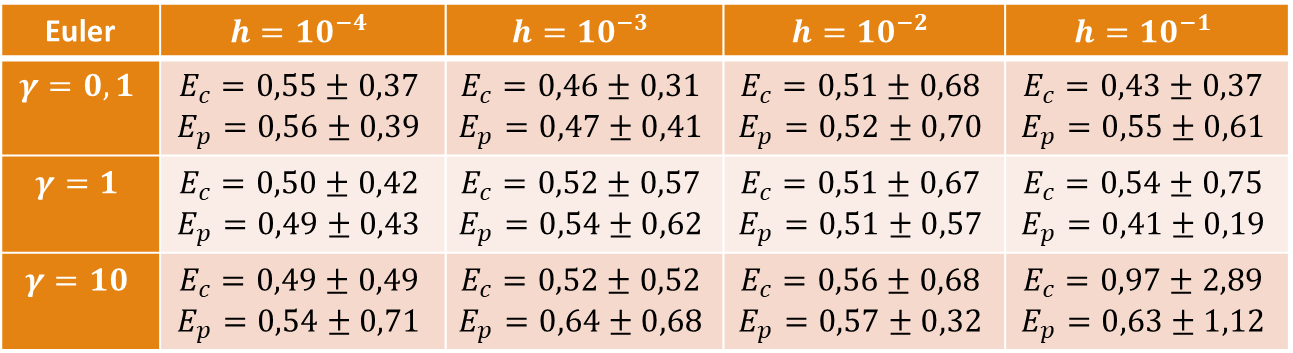 Euler h = 10⁻⁴ h = 10⁻³ h = 10⁻² h = 10⁻¹
γ = 0,1 E_c = 0,55 ± 0,37 E_c = 0,46 ± 0,31 E_c = 0,51 ± 0,68 E_c = 0,43 ± 0,37
E_p = 0,56 ± 0,39 E_p = 0,47 ± 0,41 E_p = 0,52 ± 0,70 E_p = 0,55 ± 0,61
γ = 1 E_c = 0,50 ± 0,42 E_c = 0,52 ± 0,57 E_c = 0,51 ± 0,67 E_c = 0,54 ± 0,75
E_p = 0,49 ± 0,43 E_p = 0,54 ± 0,62 E_p = 0,51 ± 0,57 E_p = 0,41 ± 0,19
γ = 10 E_c = 0,49 ± 0,49 E_c = 0,52 ± 0,52 E_c = 0,56 ± 0,68 E_c = 0,97 ± 2,89
E_p = 0,54 ± 0,71 E_p = 0,64 ± 0,68 E_p = 0,57 ± 0,32 E_p = 0,63 ± 1,12